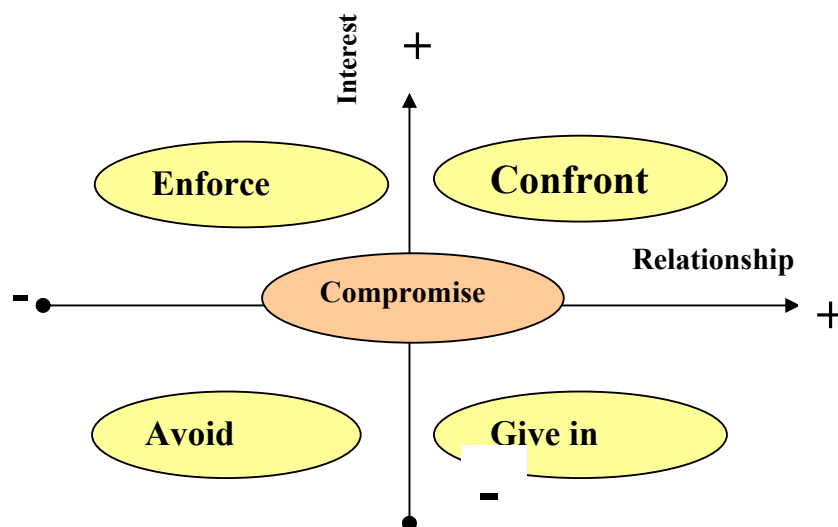 Interest
+
Enforce
Confront
Relationship
Compromise
-
+
Avoid
Give in
-